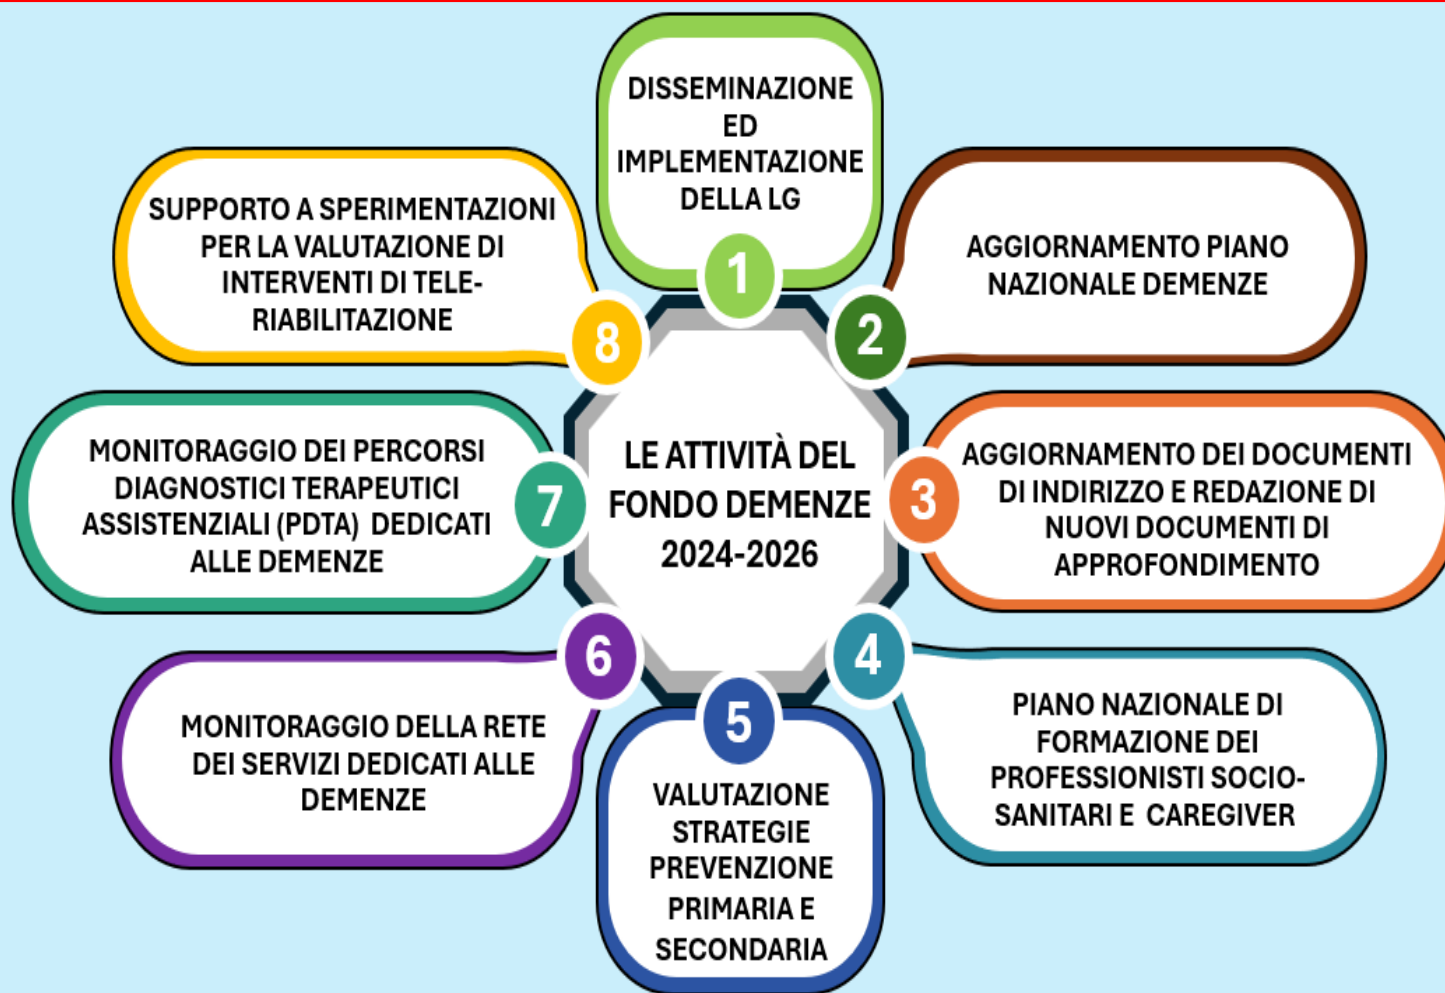 DISSEMINAZIONE
ED
IMPLEMENTAZIONE
DELLA LG
1
AGGIORNAMENTO PIANO
NAZIONALE DEMENZE
2
AGGIORNAMENTO DEI DOCUMENTI
DI INDIRIZZO E REDAZIONE DI
NUOVI DOCUMENTI DI
APPROFONDIMENTO
3
PIANO NAZIONALE DI
FORMAZIONE DEI
PROFESSIONISTI SOCIO-
SANITARI E CAREGIVER
4
5
VALUTAZIONE
STRATEGIE
PREVENZIONE
PRIMARIA E
SECONDARIA
6
MONITORAGGIO DELLA RETE
DEI SERVIZI DEDICATI ALLE
DEMENZE
7
MONITORAGGIO DEI PERCORSI
DIAGNOSTICI TERAPEUTICI
ASSISTENZIALI (PDTA) DEDICATI
ALLE DEMENZE
8
SUPPORTO A SPERIMENTAZIONI
PER LA VALUTAZIONE DI
INTERVENTI DI TELE-
RIABILITAZIONE
LE ATTIVITÀ DEL
FONDO DEMENZE
2024-2026